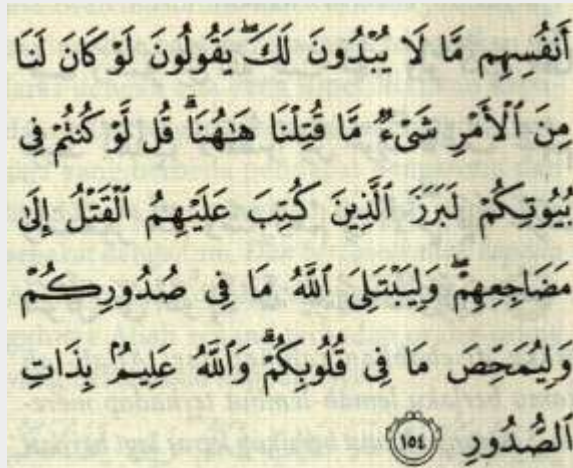 أَنفُسِهِم مَّا لَا يُبْدُونَ لَكَ ۖ يَقُولُونَ لَوْ كَانَ لَنَا
مِنَ ٱلْأَمْرِ شَىْءٌ مَّا قُتِلْنَا هَـٰهُنَا ۗ قُل لَّوْ كُنتُمْ فِى
بُيُوتِكُمْ لَبَرَزَ ٱلَّذِينَ كُتِبَ عَلَيْهِمُ ٱلْقَتْلُ إِلَىٰ
مَضَاجِعِهِمْ ۖ وَلِيَبْتَلِىَ ٱللَّهُ مَا فِى صُدُورِكُمْ
وَلِيُمَحِّصَ مَا فِى قُلُوبِكُمْ ۗ وَٱللَّهُ عَلِيمٌۢ بِذَاتِ
ٱلصُّدُورِ ١٥٤